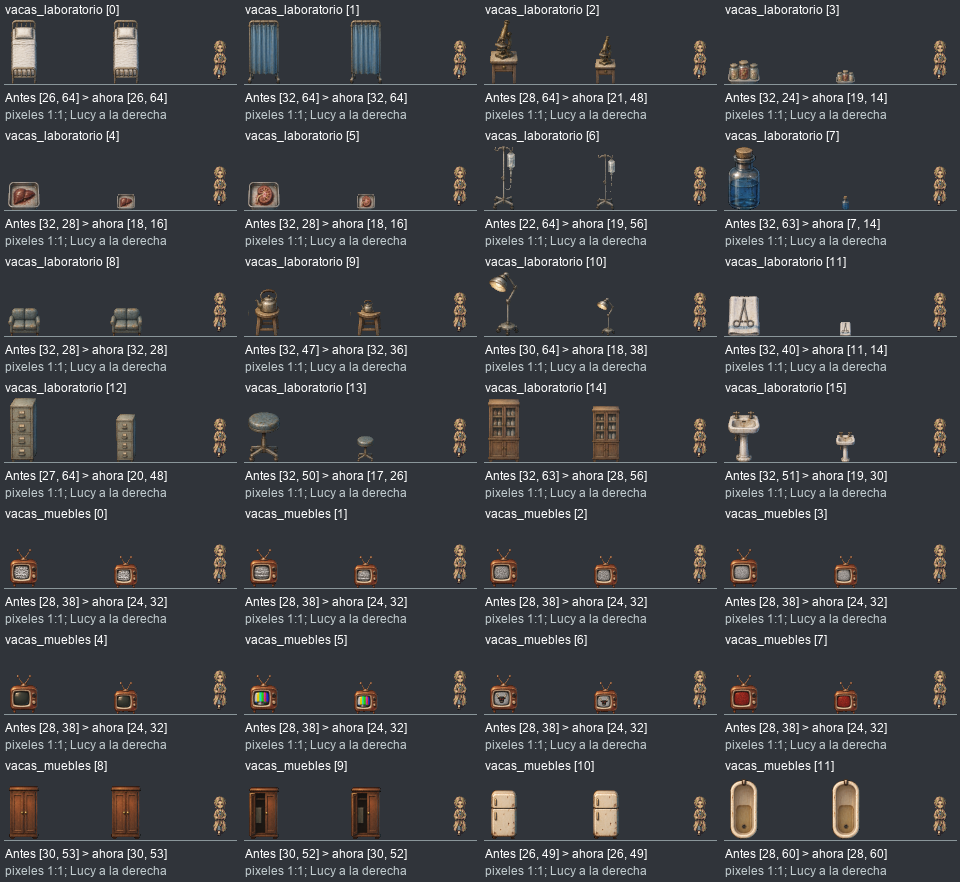 vacas_laboratorio [0]
vacas_laboratorio [1]
vacas_laboratorio [2]
vacas_laboratorio [3]
Antes [26, 64] > ahora [26, 64]
Antes [32, 64] > ahora [32, 64]
Antes [28, 64] > ahora [21, 48]
Antes [32, 24] > ahora [19, 14]
pixeles 1:1; Lucy a la derecha
pixeles 1:1; Lucy a la derecha
pixeles 1:1; Lucy a la derecha
pixeles 1:1; Lucy a la derecha
vacas_laboratorio [4]
vacas_laboratorio [5]
vacas_laboratorio [6]
vacas_laboratorio [7]
Antes [32, 28] > ahora [18, 16]
Antes [32, 28] > ahora [18, 16]
Antes [22, 64] > ahora [19, 56]
Antes [32, 63] > ahora [7, 14]
pixeles 1:1; Lucy a la derecha
pixeles 1:1; Lucy a la derecha
pixeles 1:1; Lucy a la derecha
pixeles 1:1; Lucy a la derecha
vacas_laboratorio [8]
vacas_laboratorio [9]
vacas_laboratorio [10]
vacas_laboratorio [11]
Antes [32, 28] > ahora [32, 28]
Antes [32, 47] > ahora [32, 36]
Antes [30, 64] > ahora [18, 38]
Antes [32, 40] > ahora [11, 14]
pixeles 1:1; Lucy a la derecha
pixeles 1:1; Lucy a la derecha
pixeles 1:1; Lucy a la derecha
pixeles 1:1; Lucy a la derecha
vacas_laboratorio [12]
vacas_laboratorio [13]
vacas_laboratorio [14]
vacas_laboratorio [15]
Antes [27, 64] > ahora [20, 48]
Antes [32, 50] > ahora [17, 26]
Antes [32, 63] > ahora [28, 56]
Antes [32, 51] > ahora [19, 30]
pixeles 1:1; Lucy a la derecha
pixeles 1:1; Lucy a la derecha
pixeles 1:1; Lucy a la derecha
pixeles 1:1; Lucy a la derecha
vacas_muebles [0]
vacas_muebles [1]
vacas_muebles [2]
vacas_muebles [3]
Antes [28, 38] > ahora [24, 32]
Antes [28, 38] > ahora [24, 32]
Antes [28, 38] > ahora [24, 32]
Antes [28, 38] > ahora [24, 32]
pixeles 1:1; Lucy a la derecha
pixeles 1:1; Lucy a la derecha
pixeles 1:1; Lucy a la derecha
pixeles 1:1; Lucy a la derecha
vacas_muebles [4]
vacas_muebles [5]
vacas_muebles [6]
vacas_muebles [7]
Antes [28, 38] > ahora [24, 32]
Antes [28, 38] > ahora [24, 32]
Antes [28, 38] > ahora [24, 32]
Antes [28, 38] > ahora [24, 32]
pixeles 1:1; Lucy a la derecha
pixeles 1:1; Lucy a la derecha
pixeles 1:1; Lucy a la derecha
pixeles 1:1; Lucy a la derecha
vacas_muebles [8]
vacas_muebles [9]
vacas_muebles [10]
vacas_muebles [11]
Antes [30, 53] > ahora [30, 53]
Antes [30, 52] > ahora [30, 52]
Antes [26, 49] > ahora [26, 49]
Antes [28, 60] > ahora [28, 60]
pixeles 1:1; Lucy a la derecha
pixeles 1:1; Lucy a la derecha
pixeles 1:1; Lucy a la derecha
pixeles 1:1; Lucy a la derecha